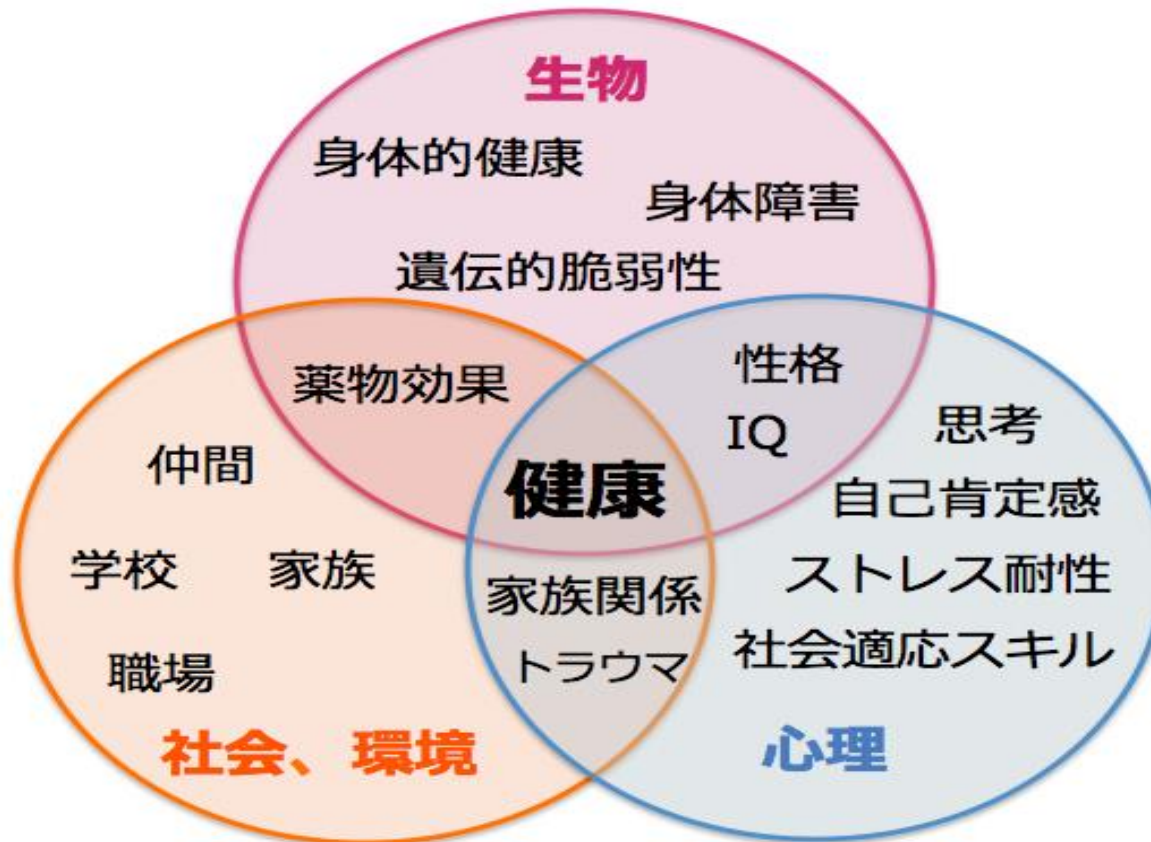 生物
身体的健康
身体障害
遺伝的脆弱性
薬物効果
性格
IQ
思考
仲間
健康
自己肯定感
学校 家族
家族関係
ストレス耐性
職場
トラウマ
社会適応スキル
社会、環境
心理